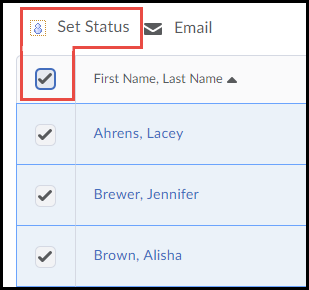 Set Status Email
First Name, Last Name
Ahrens, Lacey
Brewer, Jennifer
Brown, Alisha